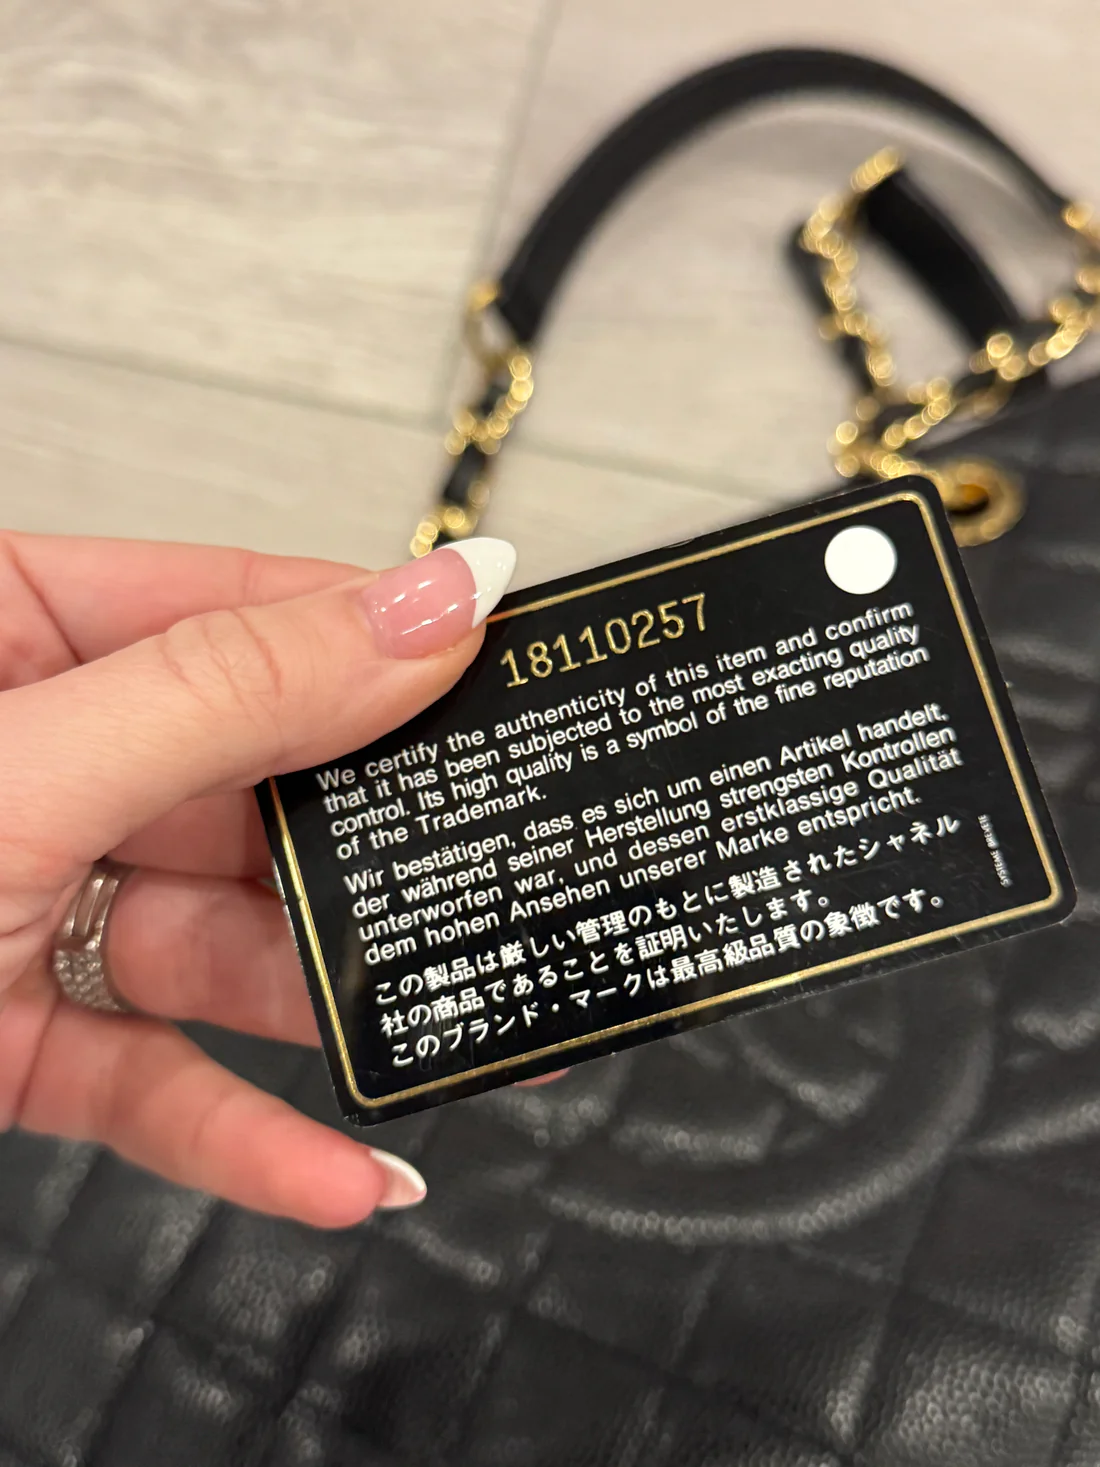 18110257
We certify the authenticity of this item and confirm
that it has been subjected to the most exacting quality
control. Its high quality is a symbol of the fine reputation
of the Trademark.
Wir bestätigen, dass es sich um einen Artikel handelt,
der während seiner Herstellung strengsten Kontrollen
unterworfen war, und dessen erstklassige Qualität
dem hohen Ansehen unserer Marke entspricht.
この製品は厳しい管理のもとに製造されたシャネル
社の商品であることを証明いたします。
このブランド・マークは最高級品質の象徴です。
SYSTEME BREVETE